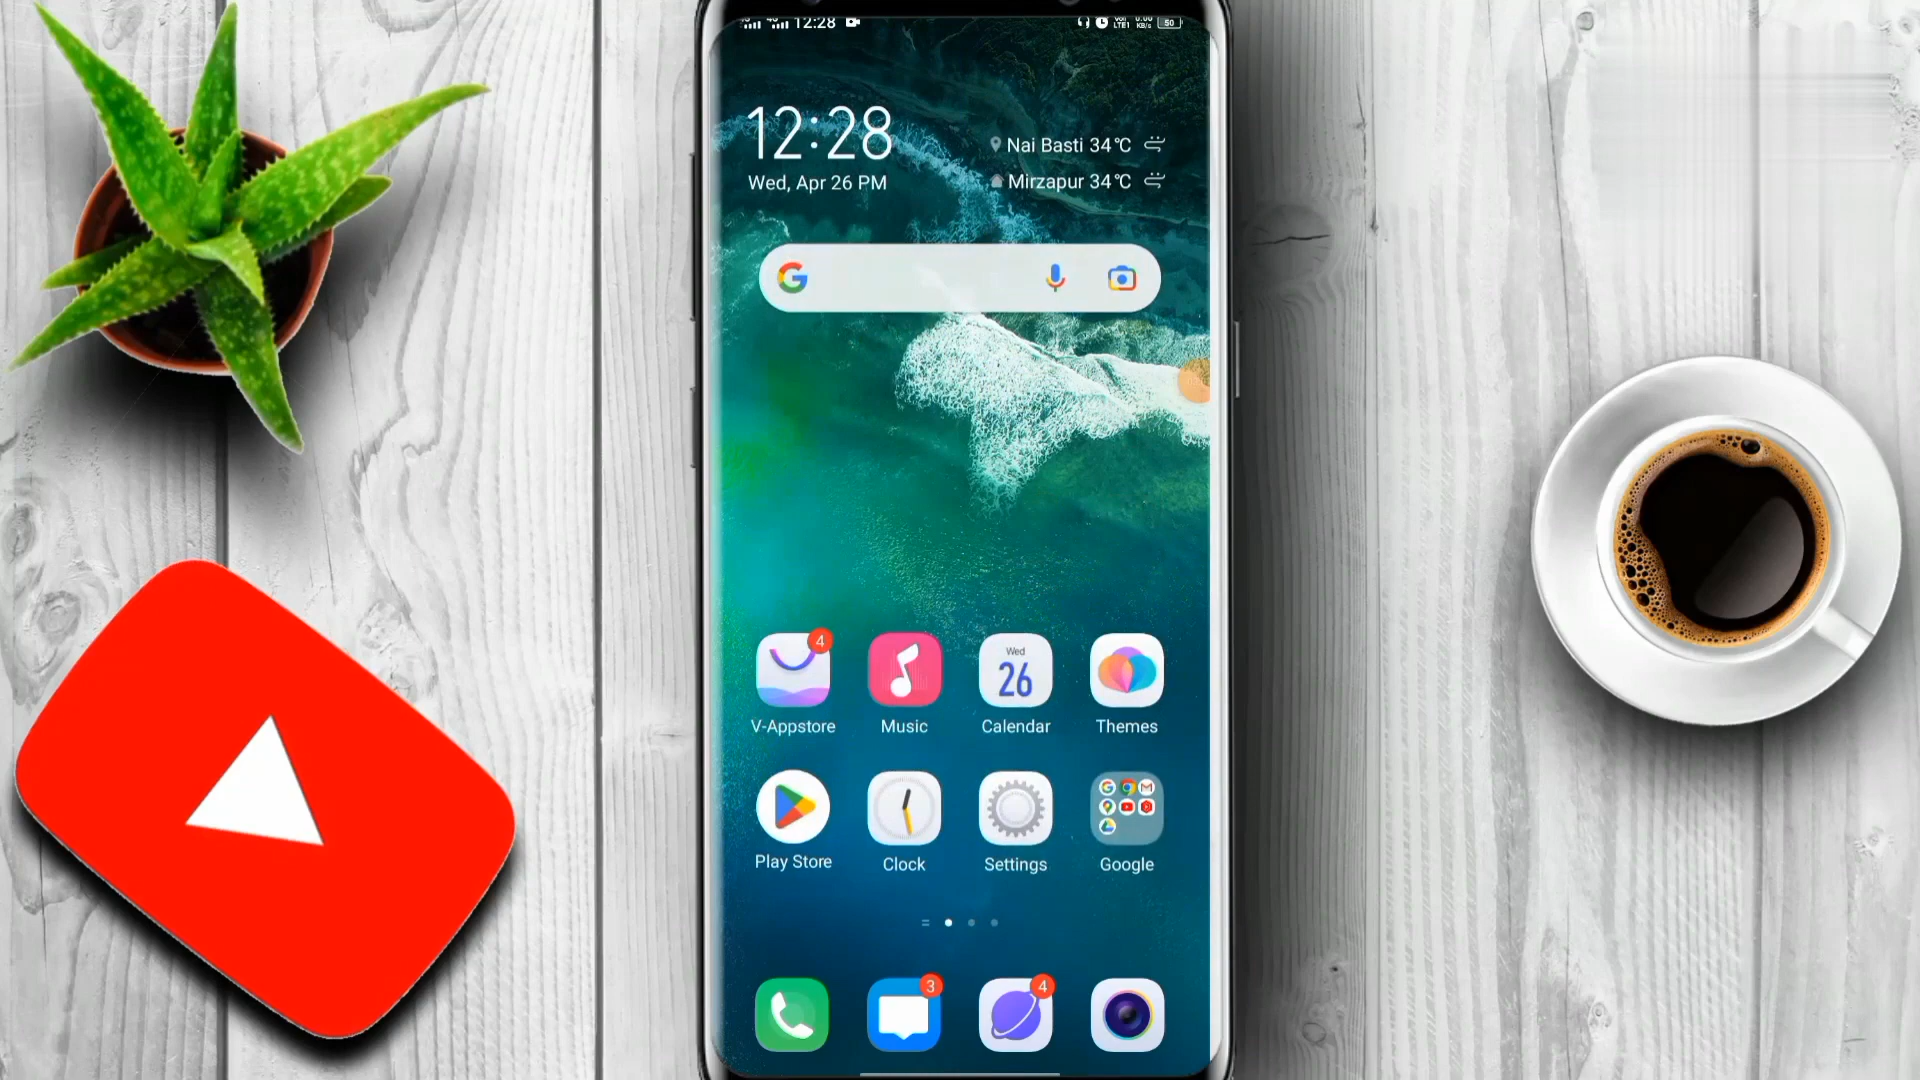 12:28
50
12:28
Wed, Apr 26 PM
Nai Basti 34°C
Mirzapur 34°C
G
4
V-Appstore
Music
Wed
26
Calendar
Themes
Play Store
Clock
Settings
Google
3
4